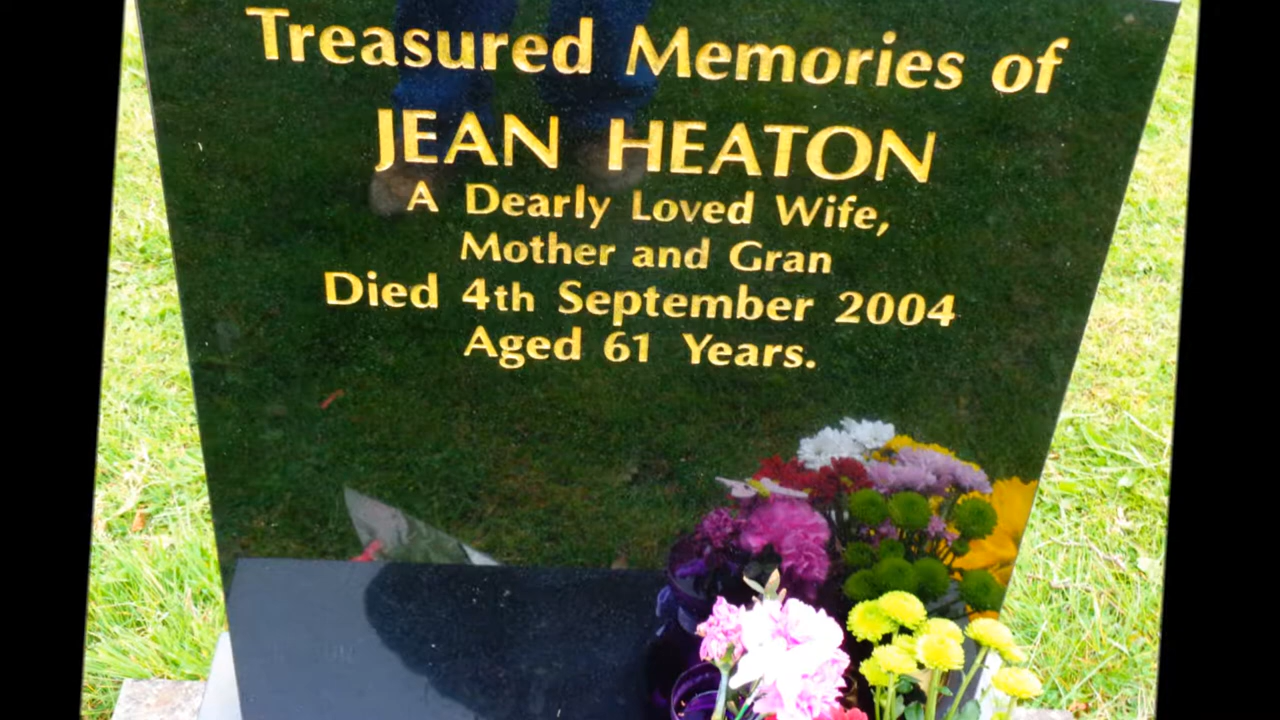 Treasured Memories of
JEAN HEATON
A Dearly Loved Wife,
Mother and Gran
Died 4th September 2004
Aged 61 Years.